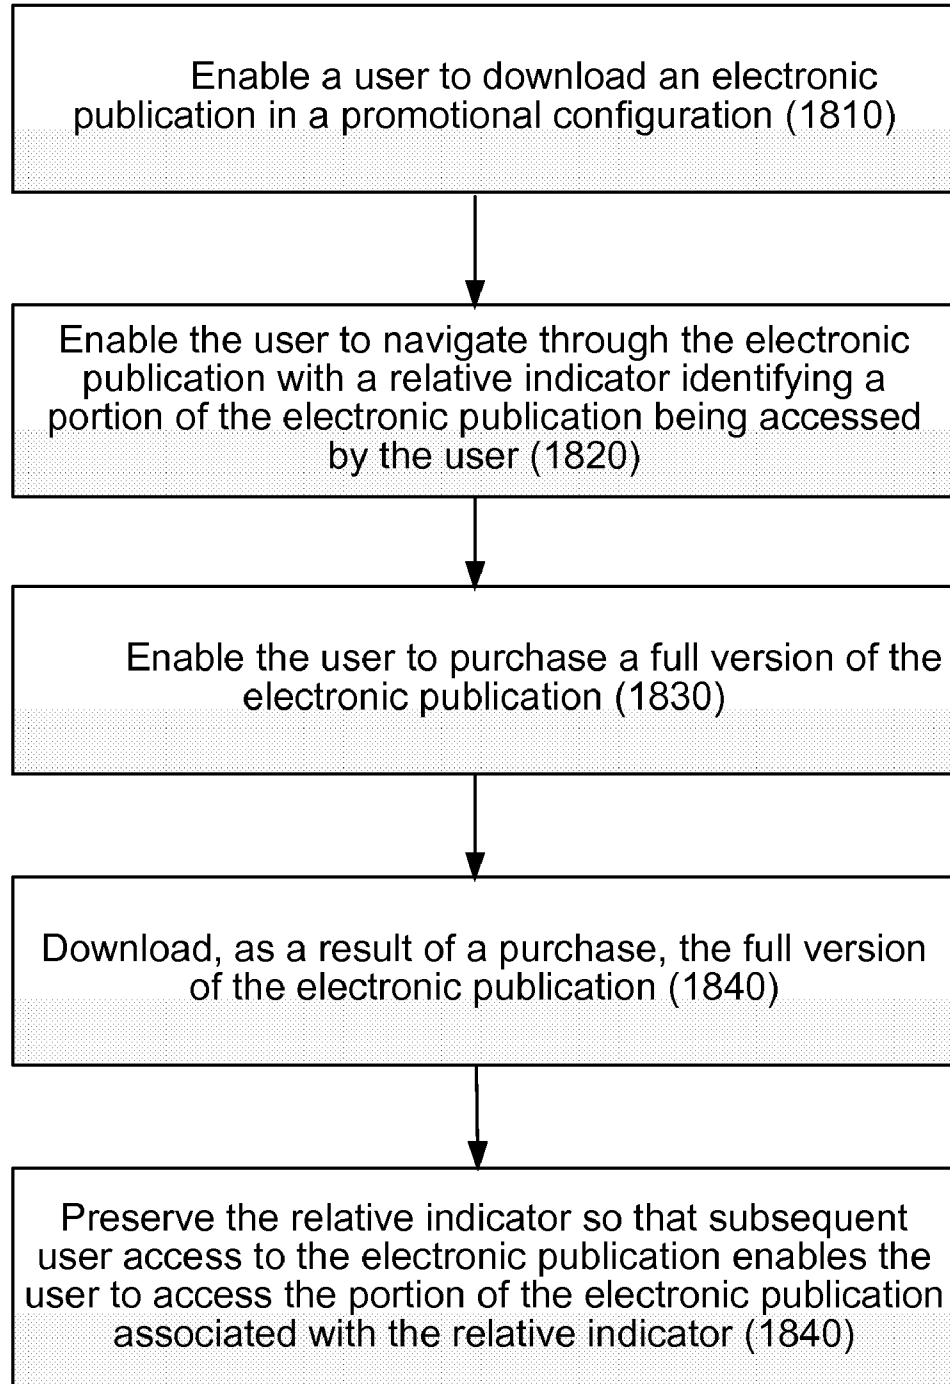 Enable a user to download an electronic
publication in a promotional configuration (1810)
Enable the user to navigate through the electronic
publication with a relative indicator identifying a
portion of the electronic publication being accessed
by the user (1820)
Enable the user to purchase a full version of the
electronic publication (1830)
Download, as a result of a purchase, the full version
of the electronic publication (1840)
Preserve the relative indicator so that subsequent
user access to the electronic publication enables the
user to access the portion of the electronic publication
associated with the relative indicator (1840)